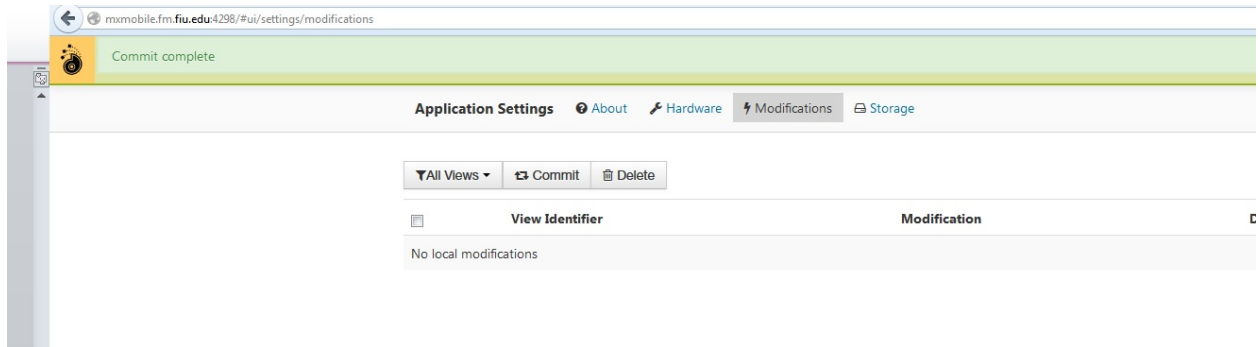 mxmobile.fm.fiu.edu:4298/#ui/settings/modifications
Commit complete
Application Settings About Hardware Modifications Storage
All Views Commit Delete
View Identifier Modification D
No local modifications